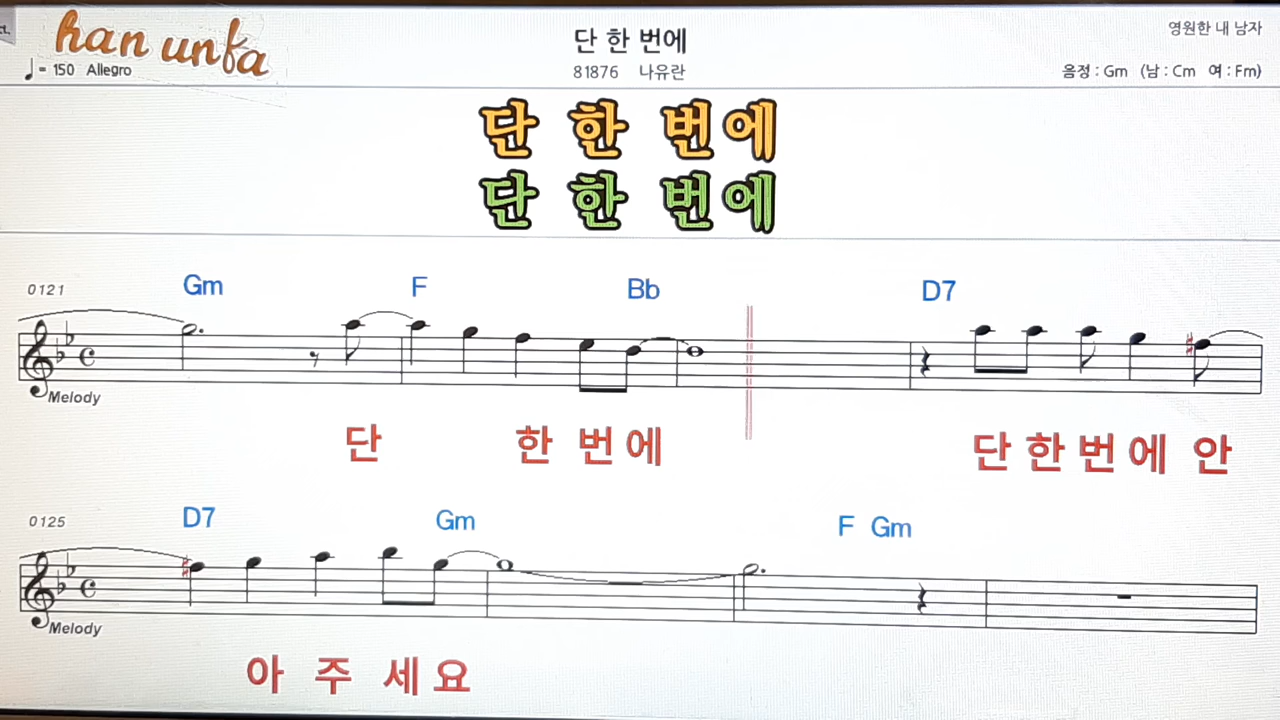 han unfa
단 한 번에
영원한 내 남자
♩= 150 Allegro
81876 나유란
음정 : Gm (남 : Cm 여 : Fm)
단 한 번에
단 한 번에
0121 Gm F Bb D7
Melody
단 한 번 에 단 한 번 에 안
0125 D7 Gm F Gm
Melody
아 주 세 요